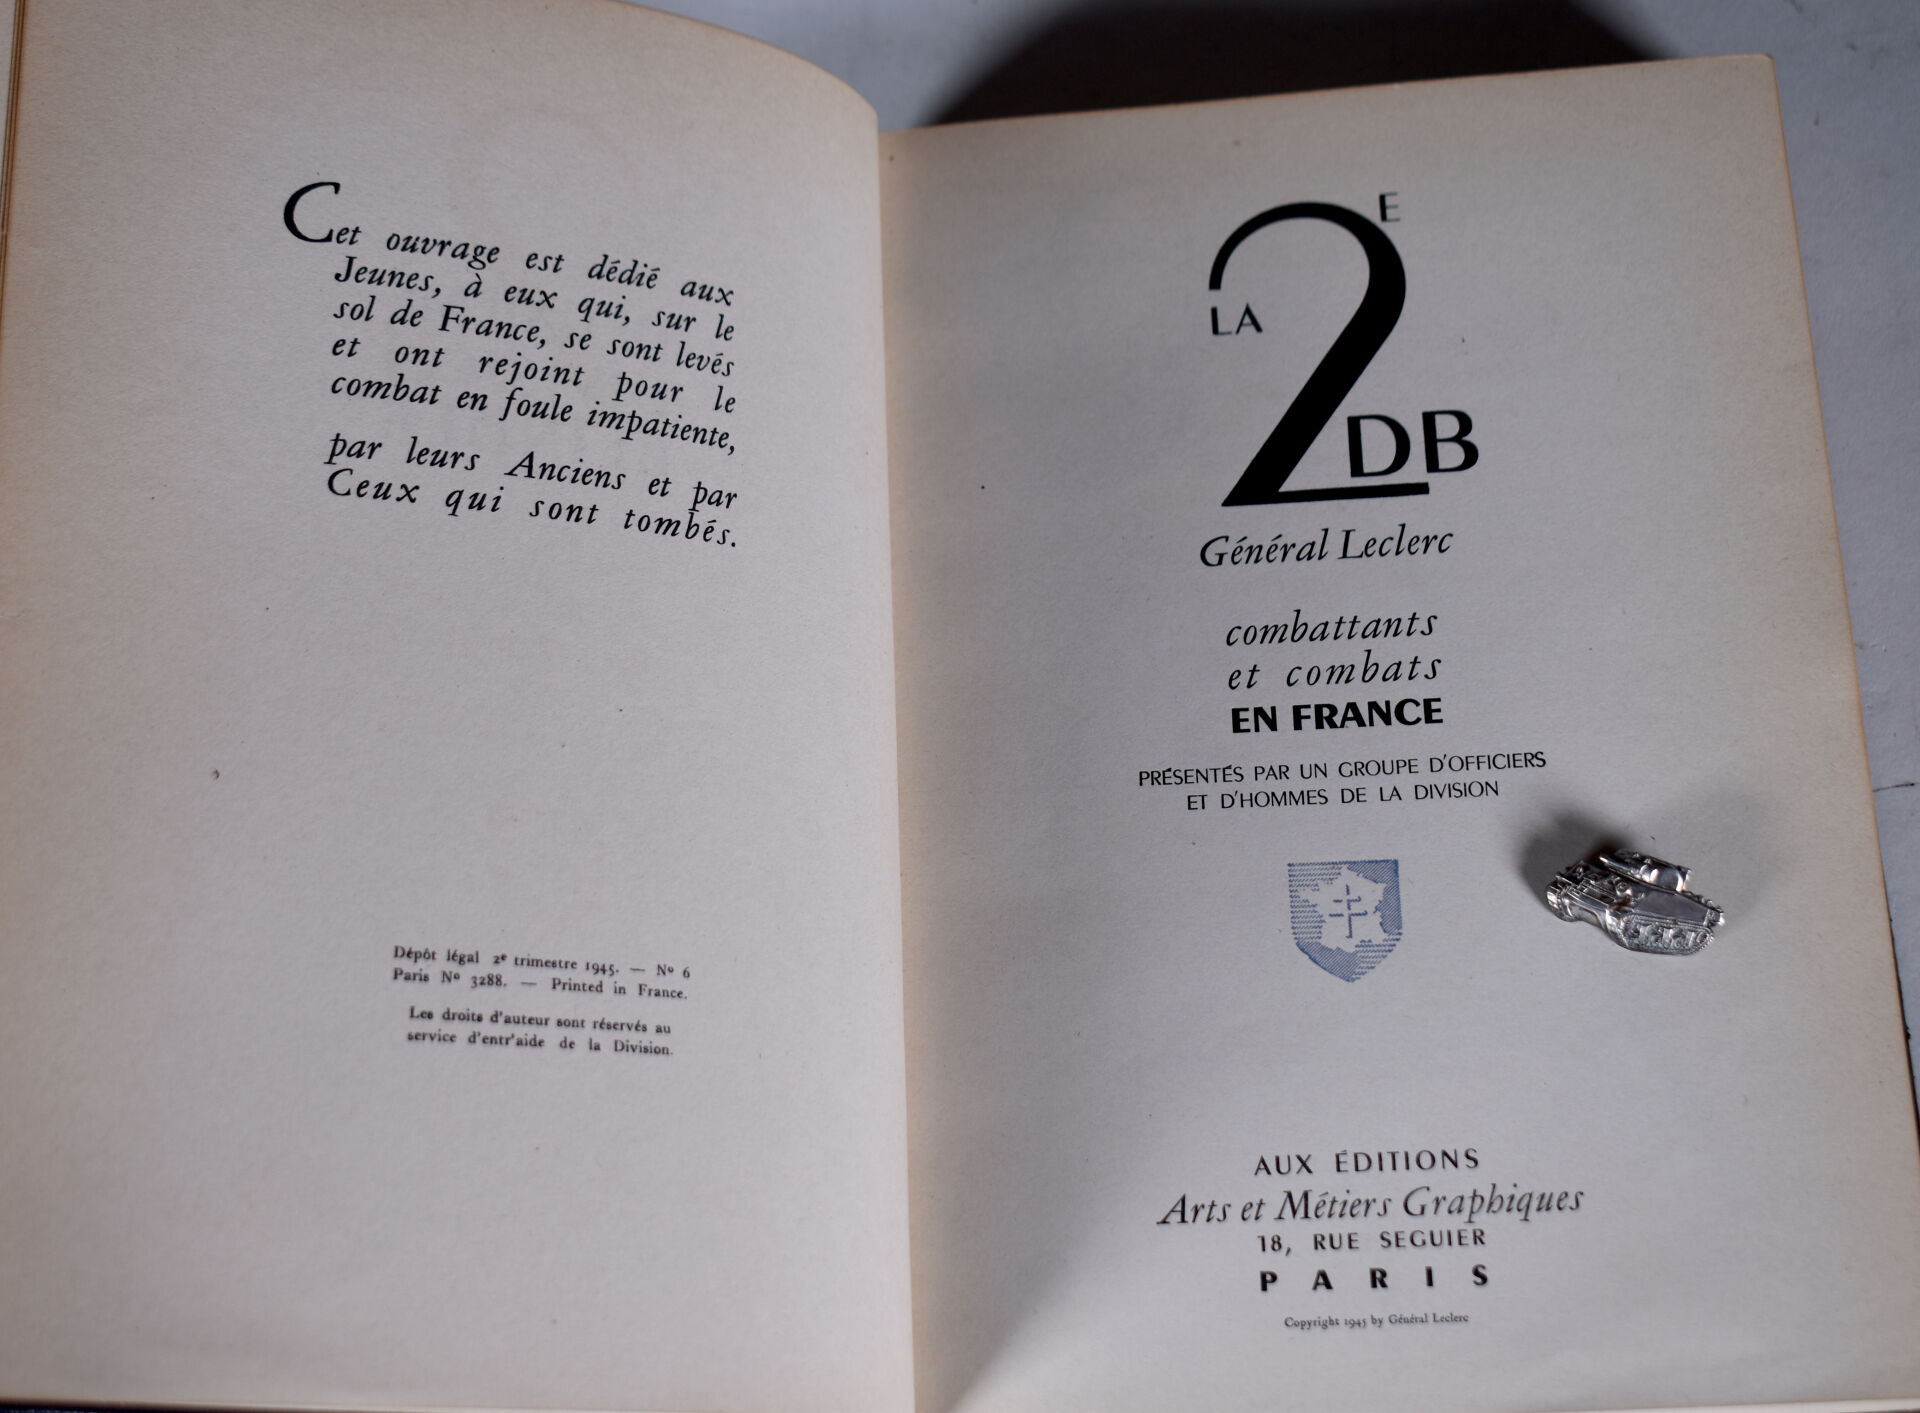 Cet ouvrage est dédié aux
Jeunes, à eux qui, sur le
sol de France, se sont levés
et ont rejoint pour le
combat en foule impatiente,
par leurs Anciens et par
Ceux qui sont tombés.
Dépôt légal 2e trimestre 1945. — No 6
Paris No 3288. — Printed in France.
Les droits d'auteur sont réservés au
service d'entr'aide de la Division.
LA 2E DB
Général Leclerc
combattants
et combats
EN FRANCE
PRÉSENTÉS PAR UN GROUPE D'OFFICIERS
ET D'HOMMES DE LA DIVISION
AUX ÉDITIONS
Arts et Métiers Graphiques
18, RUE SEGUIER
PARIS
Copyright 1945 by Général Leclerc